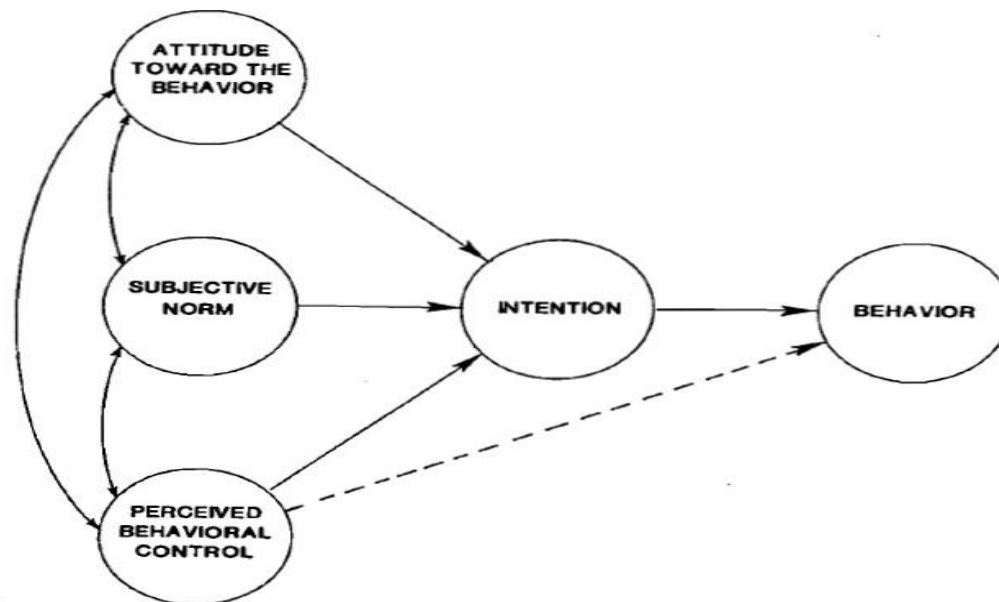 ATTITUDE
TOWARD THE
BEHAVIOR
SUBJECTIVE
NORM
INTENTION
BEHAVIOR
PERCEIVED
BEHAVIORAL
CONTROL